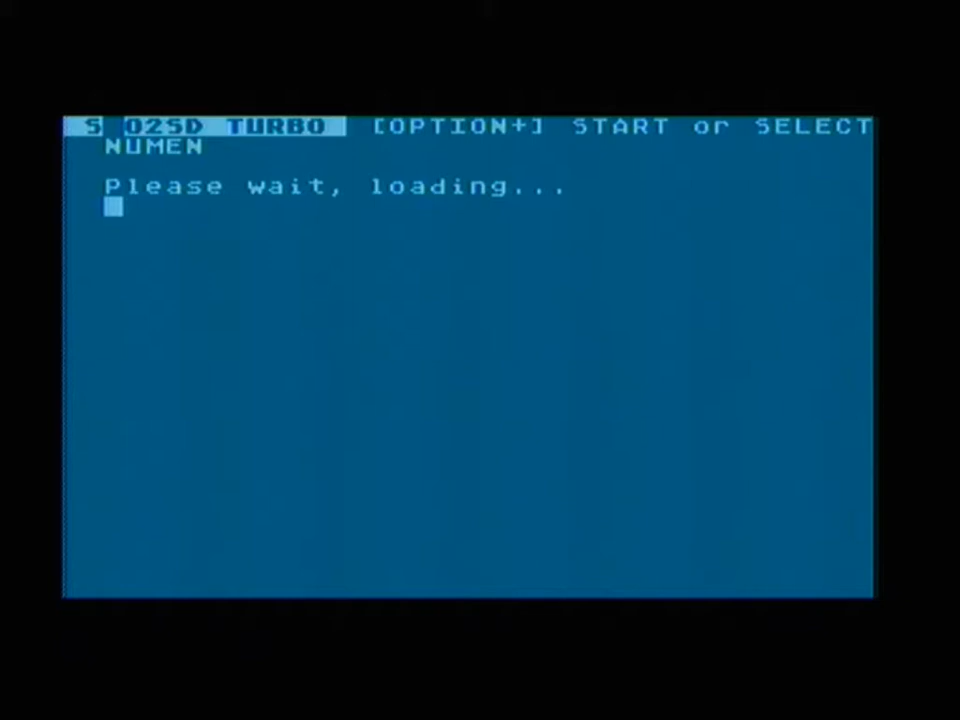 S 025D TURBO [OPTION+] START or SELECT
NUMEN
Please wait, loading...